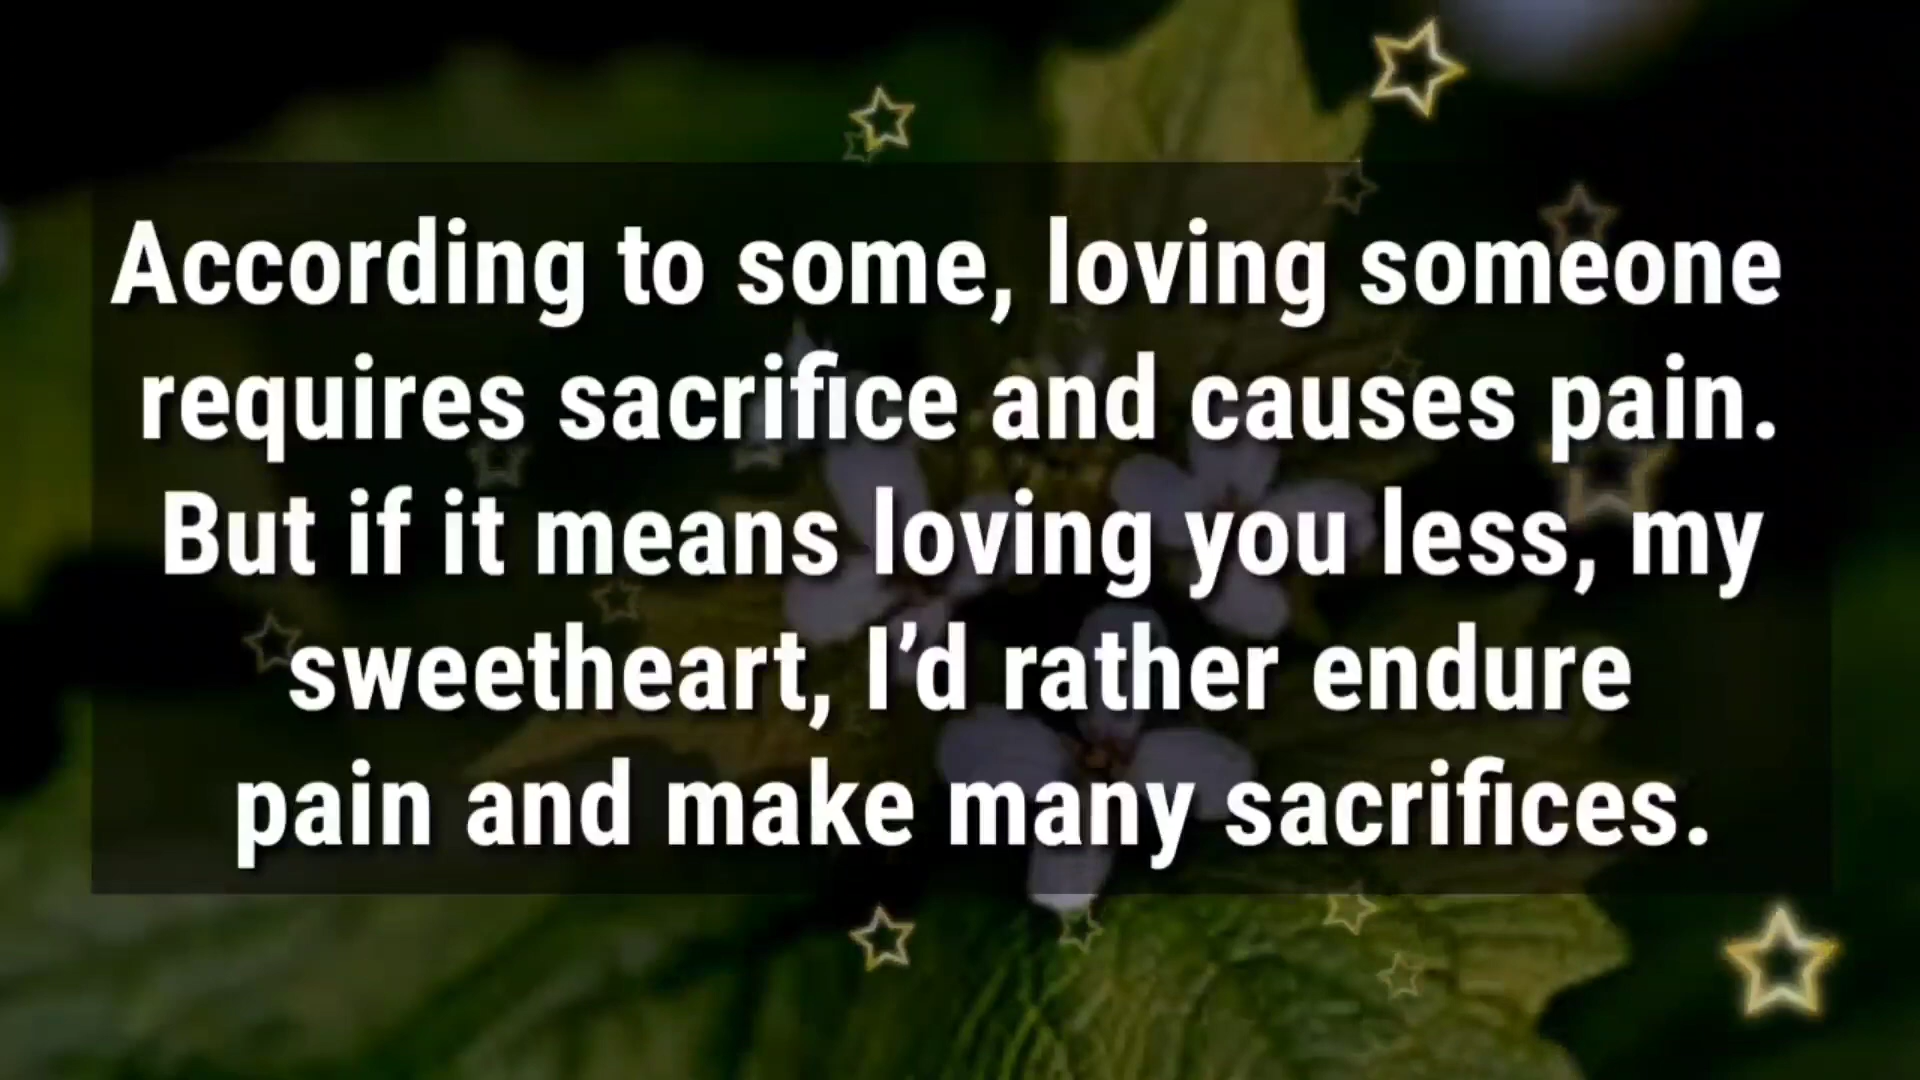 According to some, loving someone
requires sacrifice and causes pain.
But if it means loving you less, my
sweetheart, I’d rather endure
pain and make many sacrifices.